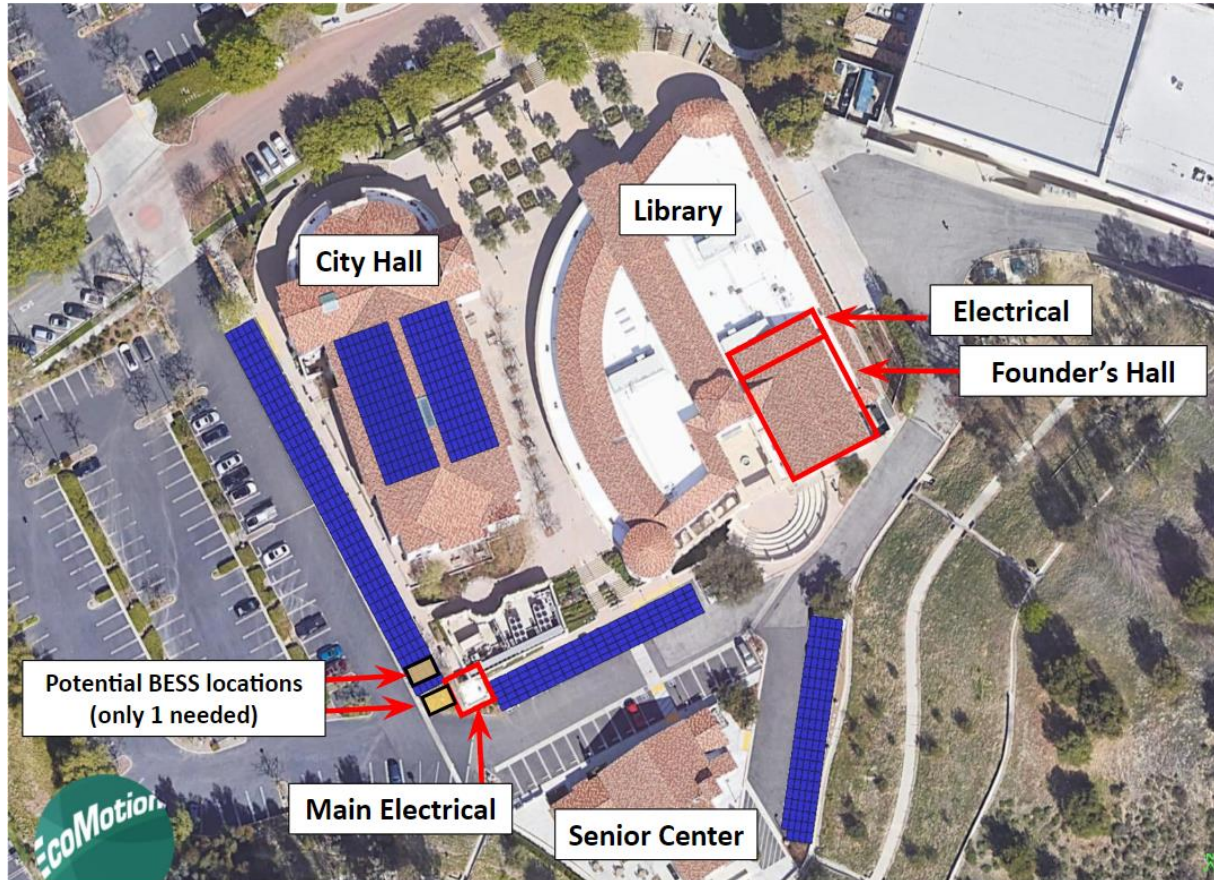 Library
City Hall
Electrical
Founder's Hall
Potential BESS locations
(only 1 needed)
Main Electrical
Senior Center
EcoMotion